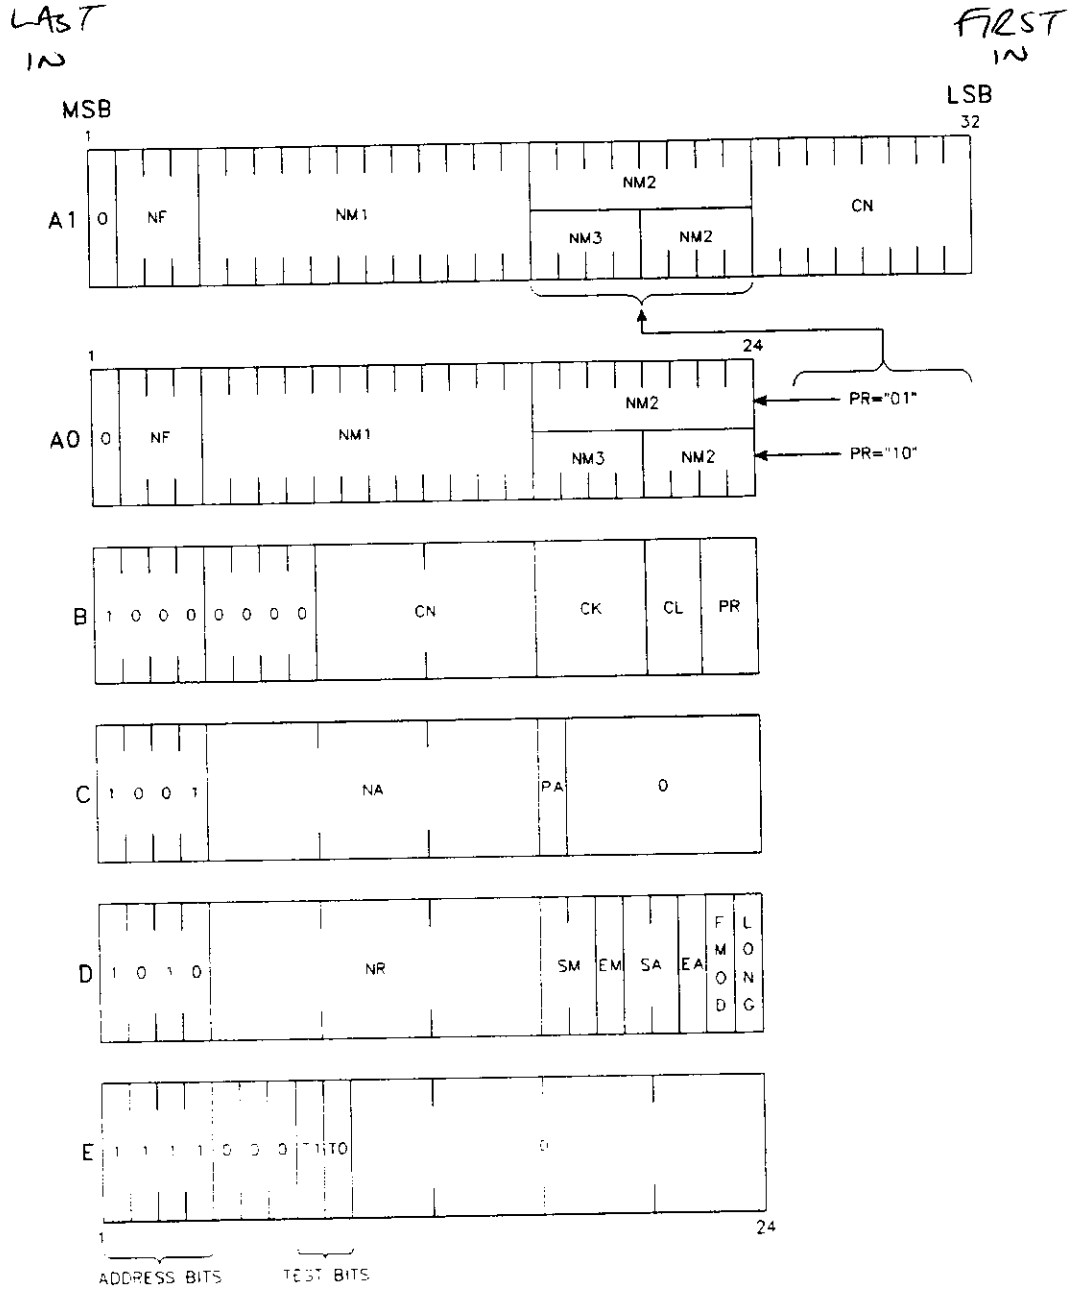 LAST
IN
FIRST
IN
MSB
LSB
1
32
A1
0
NF
NM1
NM2
NM3
NM2
CN
1
24
A0
0
NF
NM1
NM2
NM3
NM2
PR="01"
PR="10"
B
1 0 0 0 0 0 0 0
CN
CK
CL
PR
C
1 0 0 1
NA
PA
0
D
1 0 1 0
NR
SM
EM
SA
EA
FMOD
LONG
E
1 1 1 1 0 0 0 T1 T0
0
1
24
ADDRESS BITS
TEST BITS